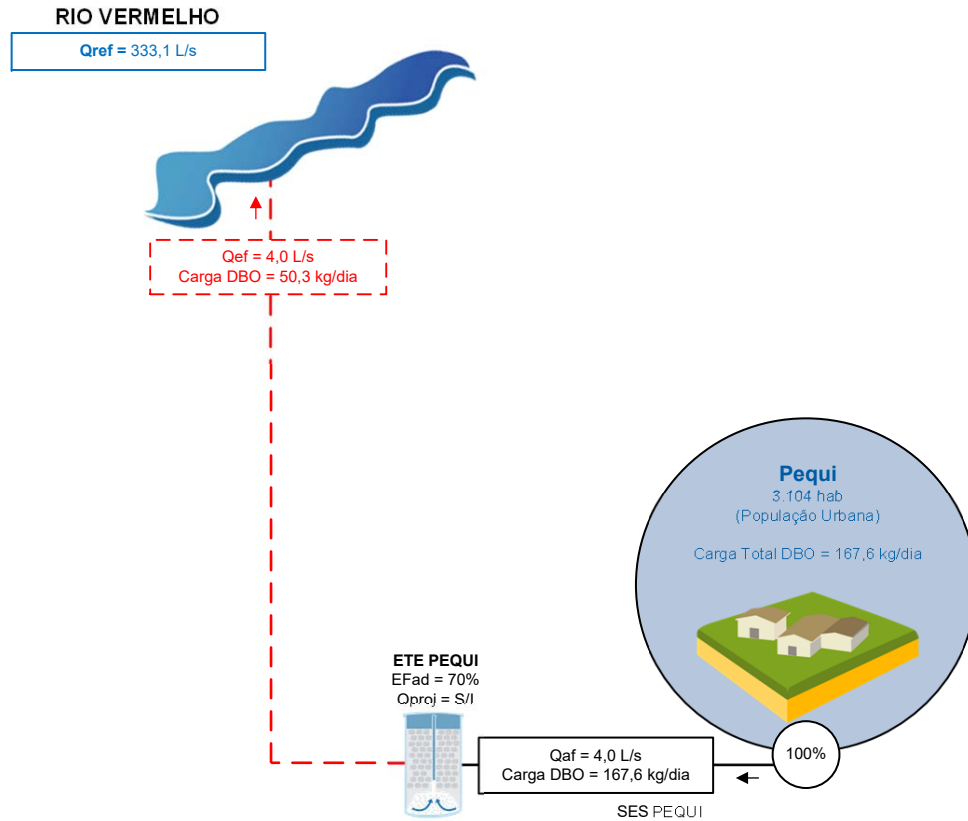 RIO VERMELHO
Qref = 333,1 L/s
Qef = 4,0 L/s
Carga DBO = 50,3 kg/dia
Pequi
3.104 hab
(População Urbana)
Carga Total DBO = 167,6 kg/dia
ETE PEQUI
EFad = 70%
Qproj = S/I
Qaf = 4,0 L/s
Carga DBO = 167,6 kg/dia
100%
SES PEQUI